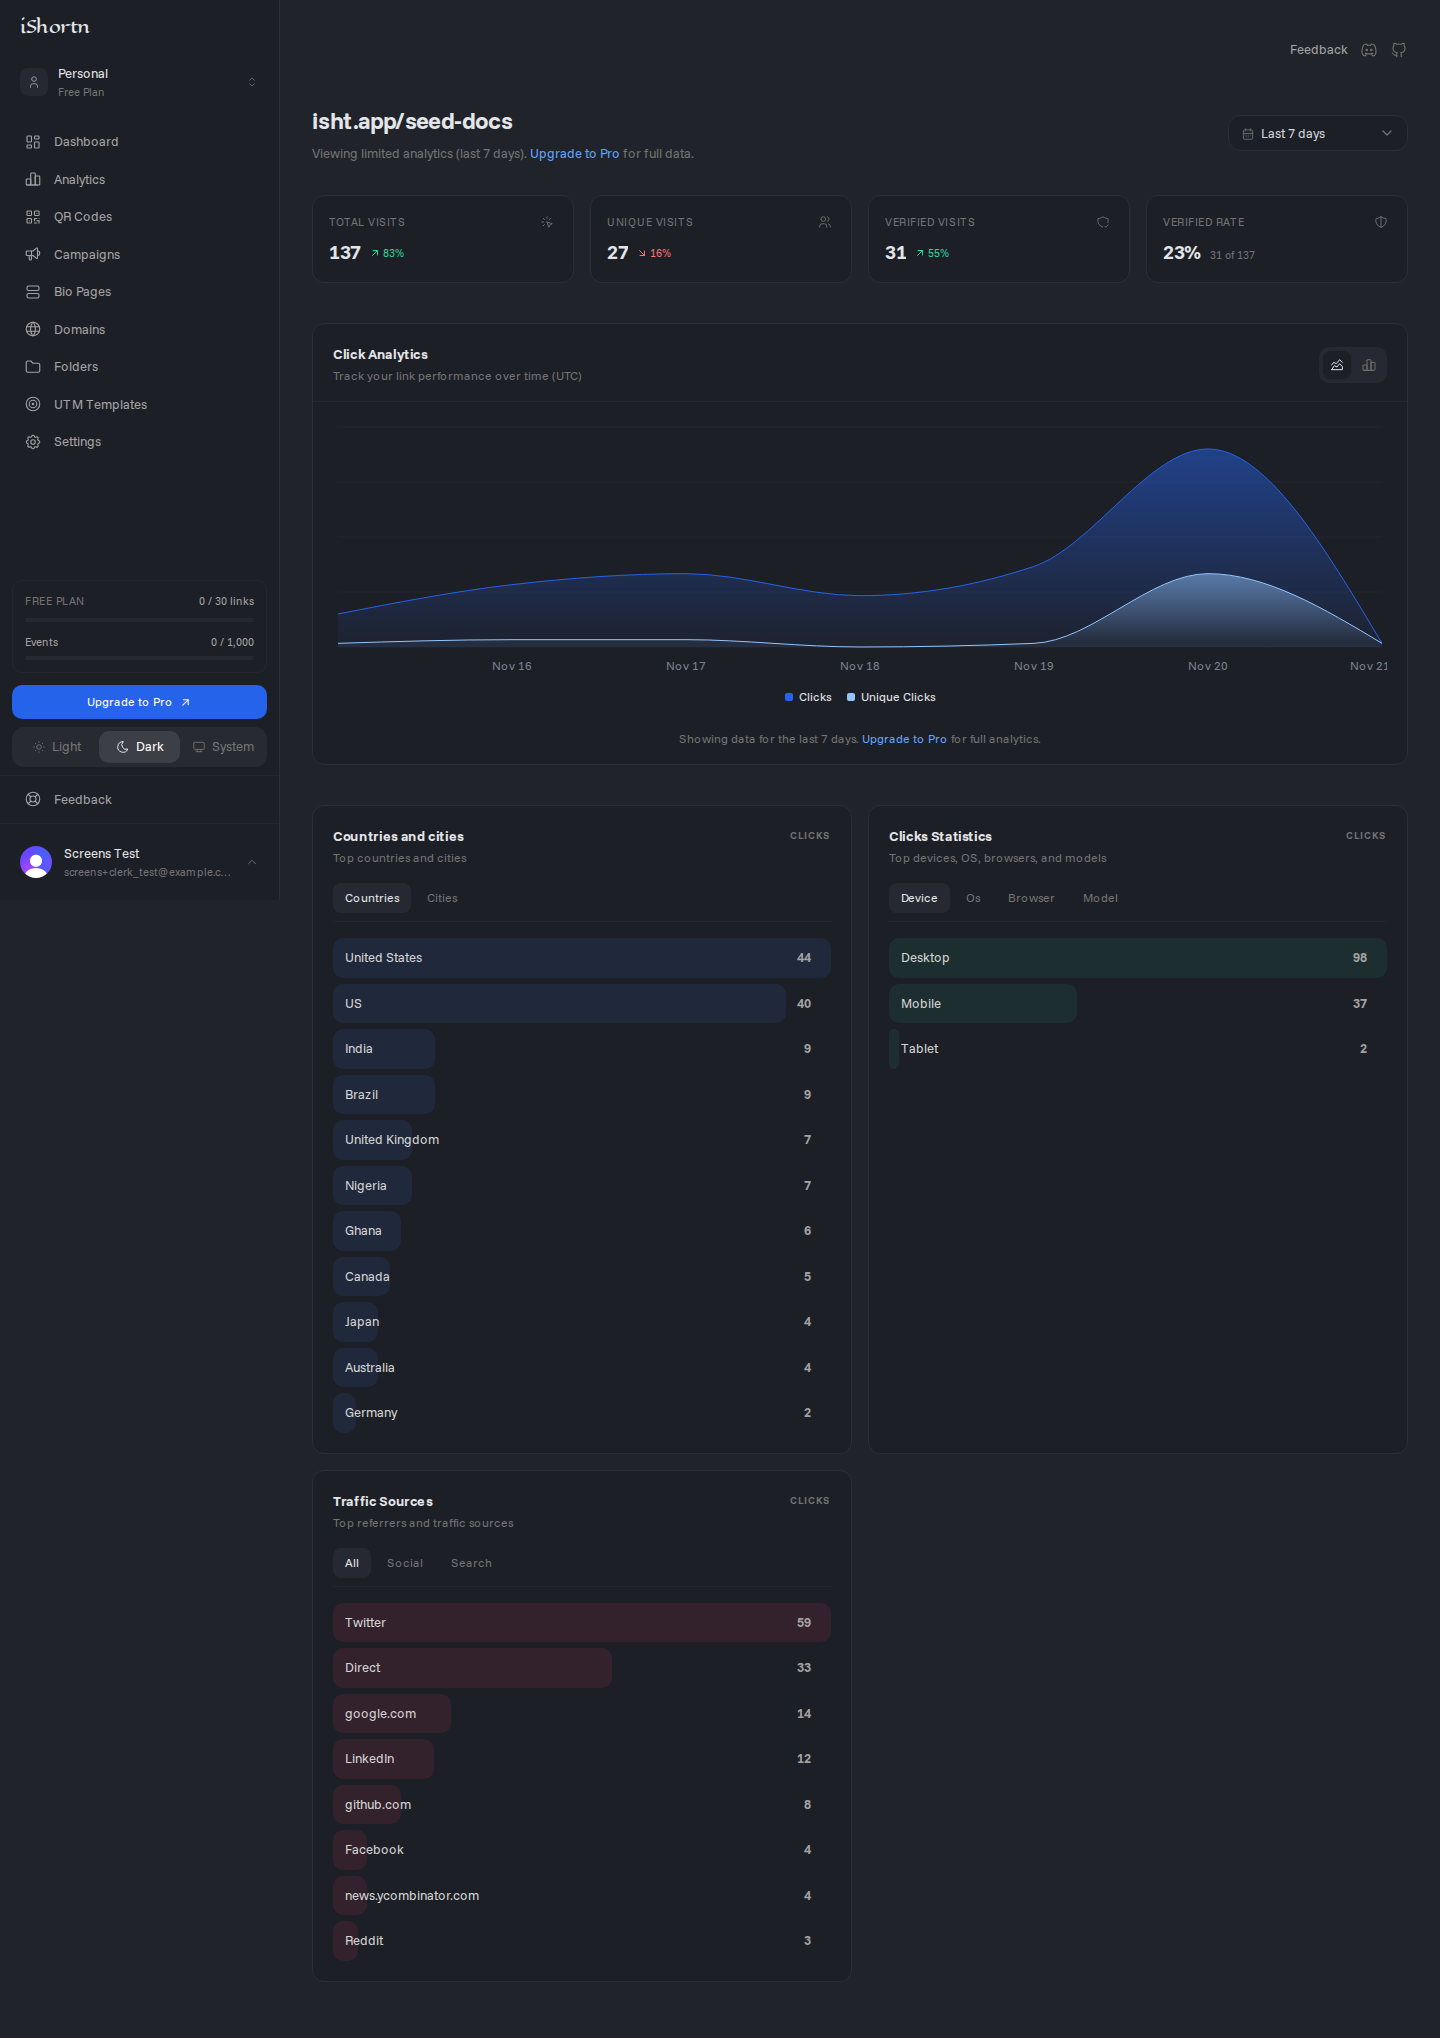 iShortn
Personal
Free Plan
Dashboard
Analytics
QR Codes
Campaigns
Bio Pages
Domains
Folders
UTM Templates
Settings
FREE PLAN 0 / 30 links
Events 0 / 1,000
Upgrade to Pro
Light Dark System
Feedback
Screens Test
screens+clerk_test@example.c...
Feedback
isht.app/seed-docs
Viewing limited analytics (last 7 days). Upgrade to Pro for full data.
Last 7 days
TOTAL VISITS
137 83%
UNIQUE VISITS
27 16%
VERIFIED VISITS
31 55%
VERIFIED RATE
23% 31 of 137
Click Analytics
Track your link performance over time (UTC)
Nov 16 Nov 17 Nov 18 Nov 19 Nov 20 Nov 21
Clicks Unique Clicks
Showing data for the last 7 days. Upgrade to Pro for full analytics.
Countries and cities CLICKS
Top countries and cities
Countries Cities
United States 44
US 40
India 9
Brazil 9
United Kingdom 7
Nigeria 7
Ghana 6
Canada 5
Japan 4
Australia 4
Germany 2
Clicks Statistics CLICKS
Top devices, OS, browsers, and models
Device Os Browser Model
Desktop 98
Mobile 37
Tablet 2
Traffic Sources CLICKS
Top referrers and traffic sources
All Social Search
Twitter 59
Direct 33
google.com 14
LinkedIn 12
github.com 8
Facebook 4
news.ycombinator.com 4
Reddit 3